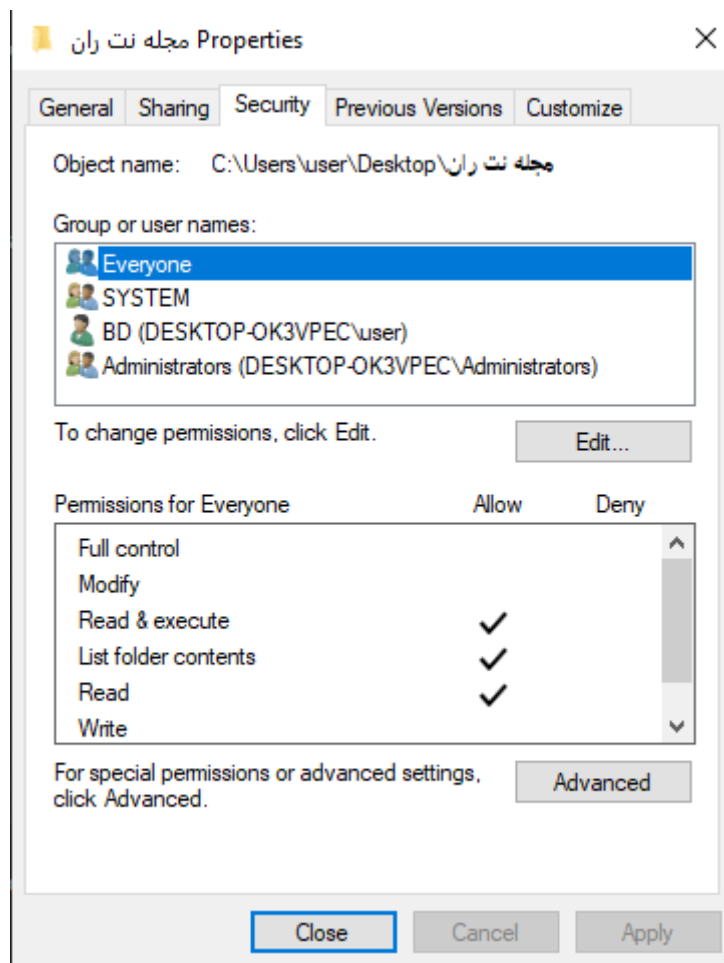 مجله نت ران Properties
General Sharing Security Previous Versions Customize
Object name: C:\Users\user\Desktop\مجله نت ران
Group or user names:
Everyone
SYSTEM
BD (DESKTOP-OK3VPEC\user)
Administrators (DESKTOP-OK3VPEC\Administrators)
To change permissions, click Edit.
Edit...
Permissions for Everyone Allow Deny
Full control
Modify
Read & execute
List folder contents
Read
Write
For special permissions or advanced settings,
click Advanced.
Advanced
Close Cancel Apply